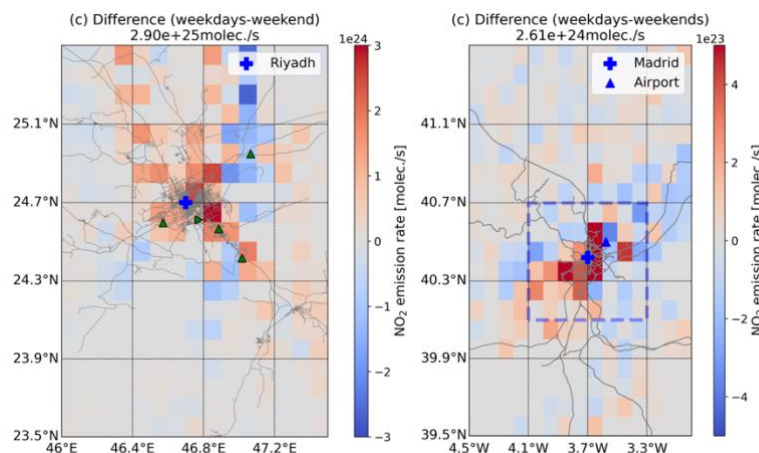 (c) Difference (weekdays-weekend)
2.90e+25molec./s
1e24
Riyadh
25.1°N
24.7°N
24.3°N
23.9°N
23.5°N
46°E 46.4°E 46.8°E 47.2°E
3
2
1
0
−1
−2
−3
NO₂ emission rate [molec./s]
(c) Difference (weekdays-weekends)
2.61e+24molec./s
1e23
Madrid
Airport
41.1°N
40.7°N
40.3°N
39.9°N
39.5°N
4.5°W 4.1°W 3.7°W 3.3°W
4
2
0
−2
−4
NO₂ emission rate [molec./s]